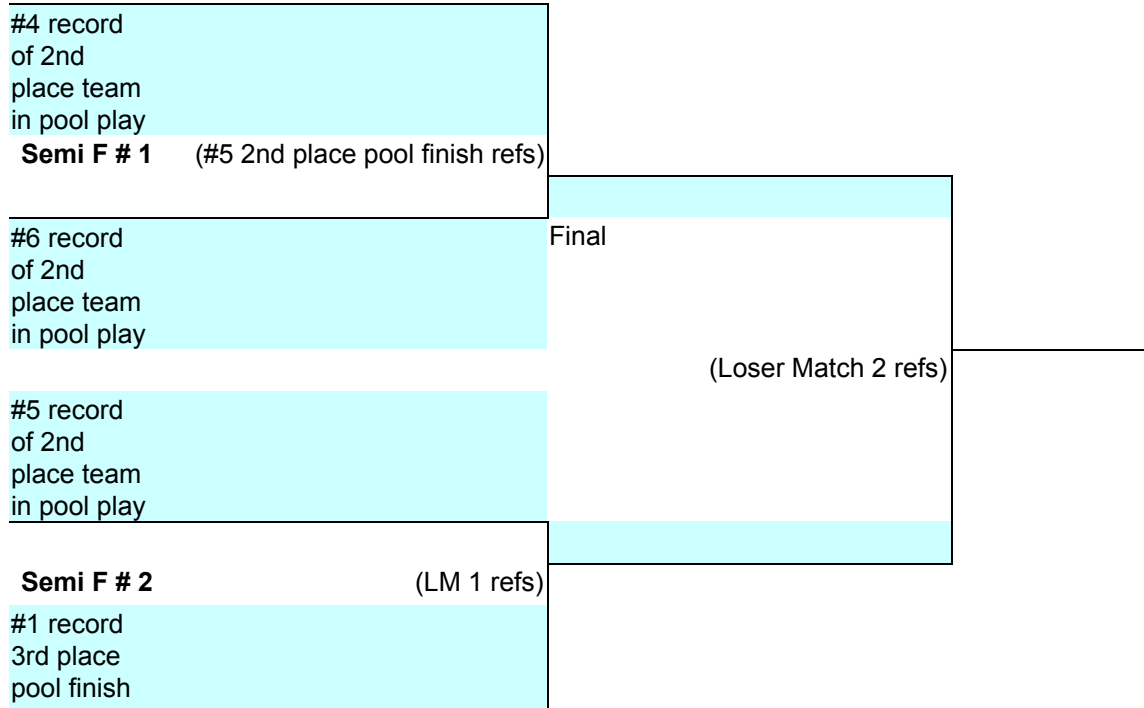 #4 record
of 2nd
place team
in pool play
Semi F # 1 (#5 2nd place pool finish refs)
#6 record
of 2nd
place team
in pool play
Final
(Loser Match 2 refs)
#5 record
of 2nd
place team
in pool play
Semi F # 2 (LM 1 refs)
#1 record
3rd place
pool finish